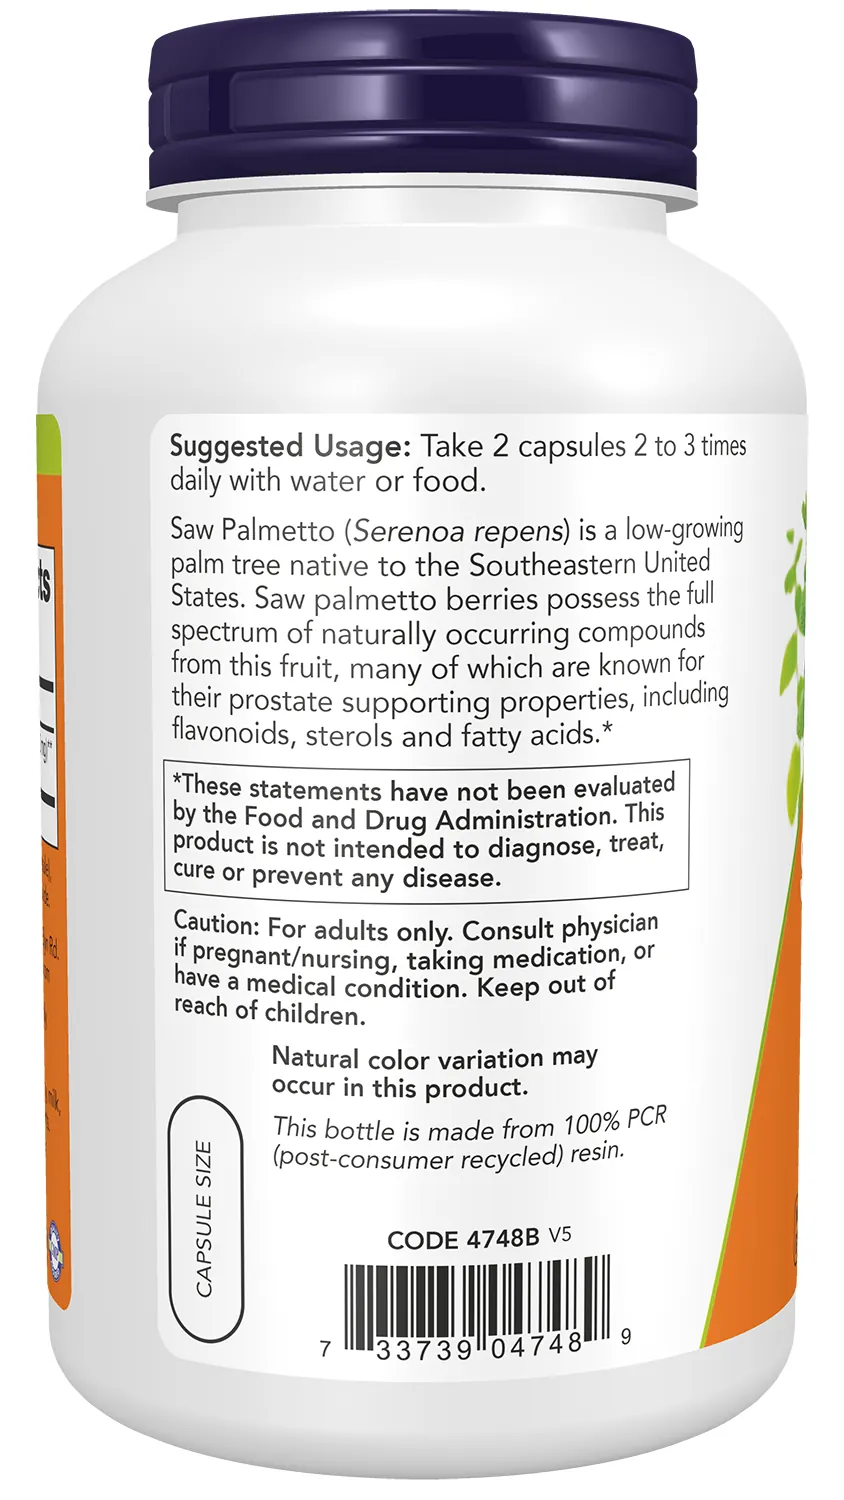 Suggested Usage: Take 2 capsules 2 to 3 times
daily with water or food.
Saw Palmetto (Serenoa repens) is a low-growing
palm tree native to the Southeastern United
States. Saw palmetto berries possess the full
spectrum of naturally occurring compounds
from this fruit, many of which are known for
their prostate supporting properties, including
flavonoids, sterols and fatty acids.*
*These statements have not been evaluated
by the Food and Drug Administration. This
product is not intended to diagnose, treat,
cure or prevent any disease.
Caution: For adults only. Consult physician
if pregnant/nursing, taking medication, or
have a medical condition. Keep out of
reach of children.
Natural color variation may
occur in this product.
This bottle is made from 100% PCR
(post-consumer recycled) resin.
CAPSULE SIZE
CODE 4748B V5
7 33739 04748 9